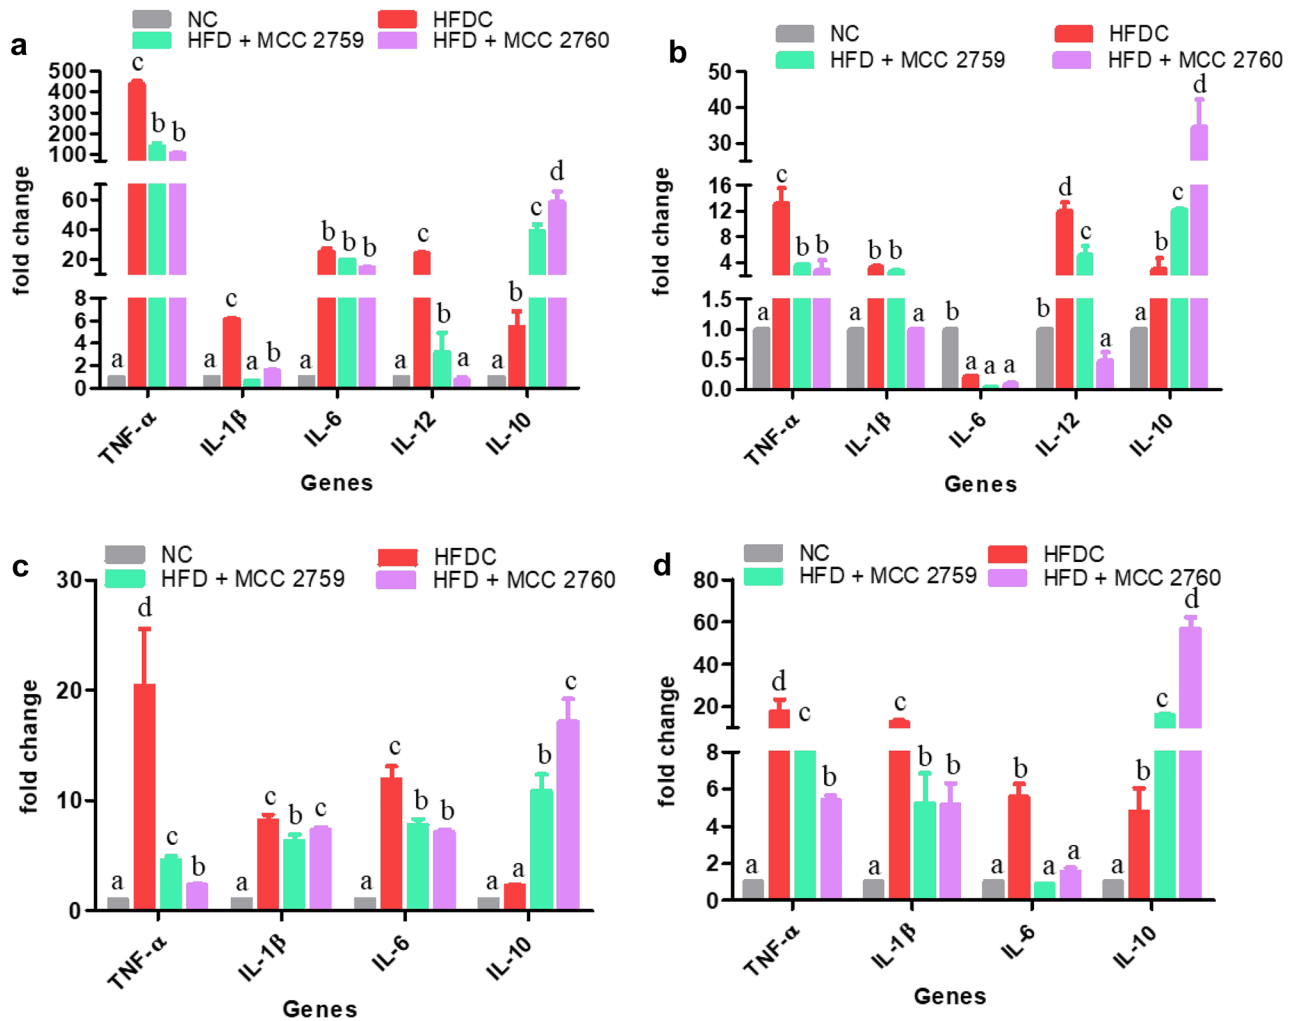 a
NC
HFDC
HFD + MCC 2759
HFD + MCC 2760
fold change
500
400
300
200
100
60
40
20
8
6
4
2
0
c
b
b
a
c
a
b
a
b
b
b
a
c
b
a
a
b
c
d
a
TNF-α
IL-1β
IL-6
IL-12
IL-10
Genes
b
NC
HFDC
HFD + MCC 2759
HFD + MCC 2760
fold change
50
40
30
16
12
8
4
1.5
1.0
0.5
0.0
a
c
b
b
a
b
b
a
b
a
a
a
b
d
c
a
a
b
c
d
TNF-α
IL-1β
IL-6
IL-12
IL-10
Genes
c
NC
HFDC
HFD + MCC 2759
HFD + MCC 2760
fold change
30
20
10
0
a
d
c
b
a
c
b
c
a
c
b
b
a
a
b
c
TNF-α
IL-1β
IL-6
IL-10
Genes
d
NC
HFDC
HFD + MCC 2759
HFD + MCC 2760
fold change
80
60
40
20
8
6
4
2
0
a
d
c
b
a
c
b
b
a
b
a
a
a
b
c
d
TNF-α
IL-1β
IL-6
IL-10
Genes